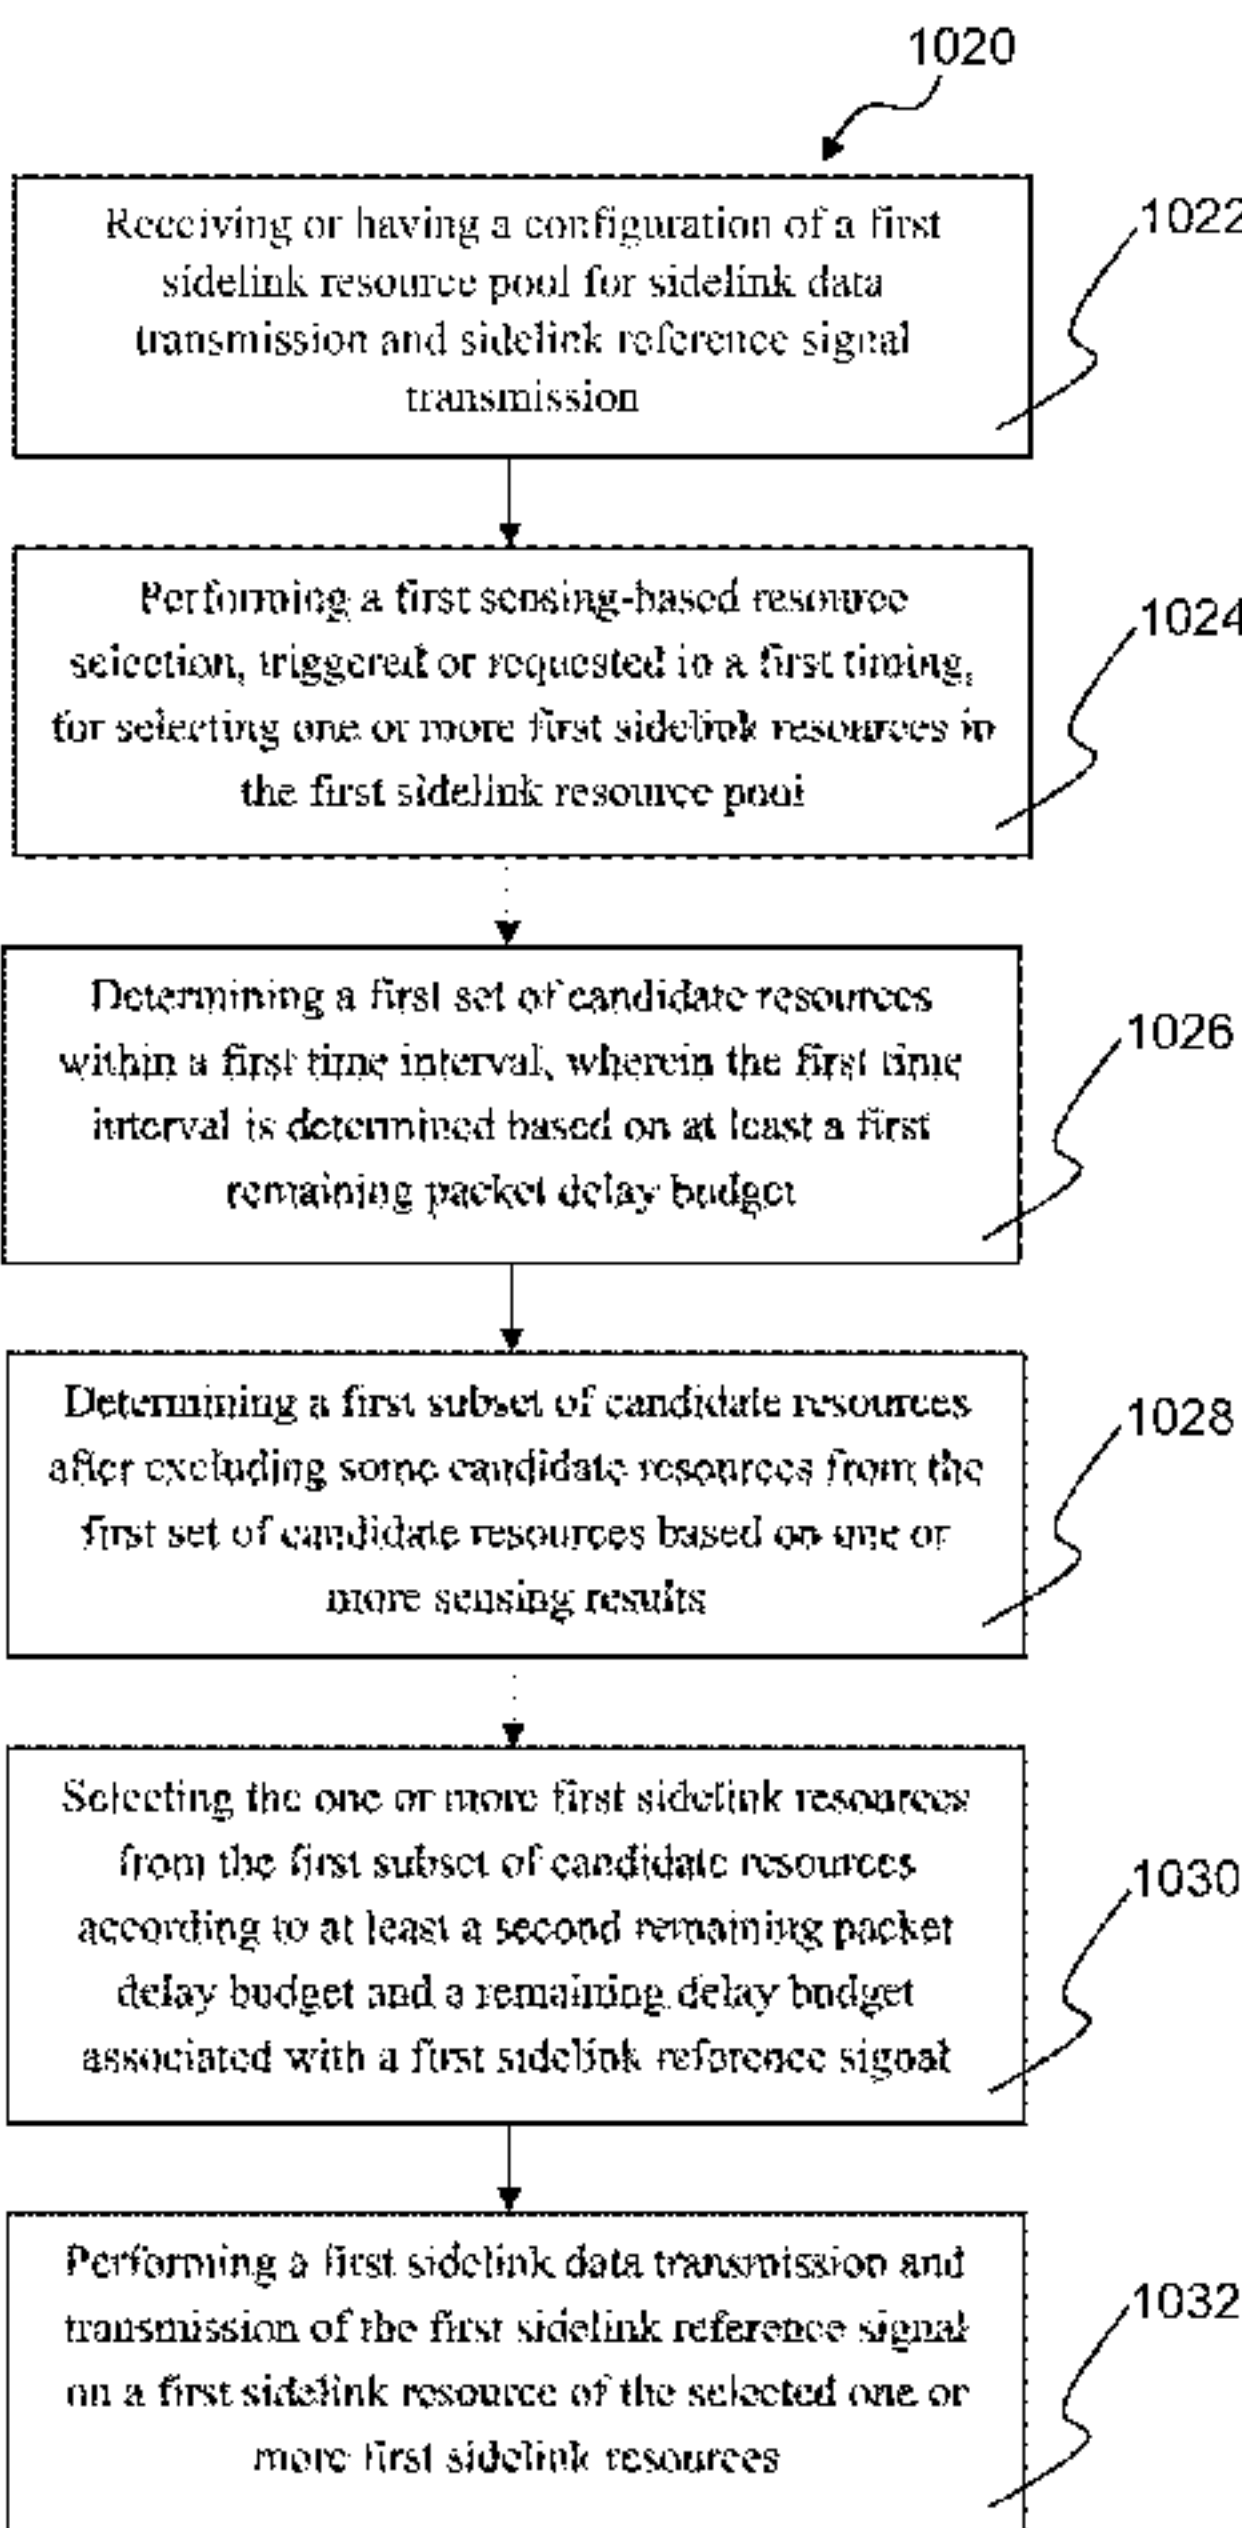 1020
Receiving or having a configuration of a first
sidelink resource pool for sidelink data
transmission and sidelink reference signal
transmission
1022
Performing a first sensing-based resource
selection, triggered or requested in a first timing,
for selecting one or more first sidelink resources in
the first sidelink resource pool
1024
Determining a first set of candidate resources
within a first time interval, wherein the first time
interval is determined based on at least a first
remaining packet delay budget
1026
Determining a first subset of candidate resources
after excluding some candidate resources from the
first set of candidate resources based on one or
more sensing results
1028
Selecting the one or more first sidelink resources
from the first subset of candidate resources
according to at least a second remaining packet
delay budget and a remaining delay budget
associated with a first sidelink reference signal
1030
Performing a first sidelink data transmission and
transmission of the first sidelink reference signal
on a first sidelink resource of the selected one or
more first sidelink resources
1032